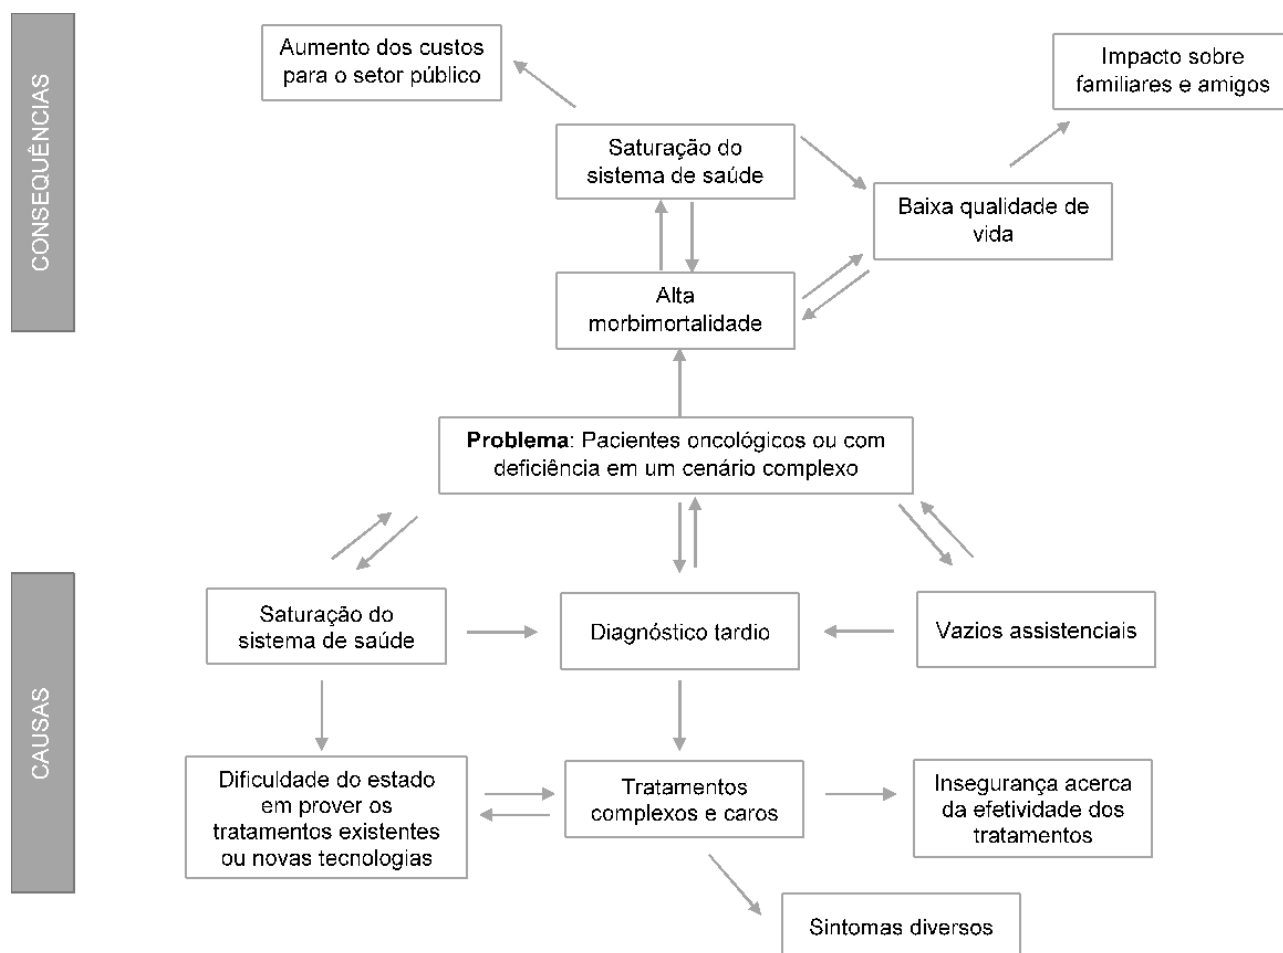 CONSEQUÊNCIAS
Aumento dos custos
para o setor público
Impacto sobre
familiares e amigos
Saturação do
sistema de saúde
Baixa qualidade de
vida
Alta
morbimortalidade
Problema: Pacientes oncológicos ou com
deficiência em um cenário complexo
CAUSAS
Saturação do
sistema de saúde
Diagnóstico tardio
Vazios assistenciais
Dificuldade do estado
em prover os
tratamentos existentes
ou novas tecnologias
Tratamentos
complexos e caros
Insegurança acerca
da efetividade dos
tratamentos
Sintomas diversos